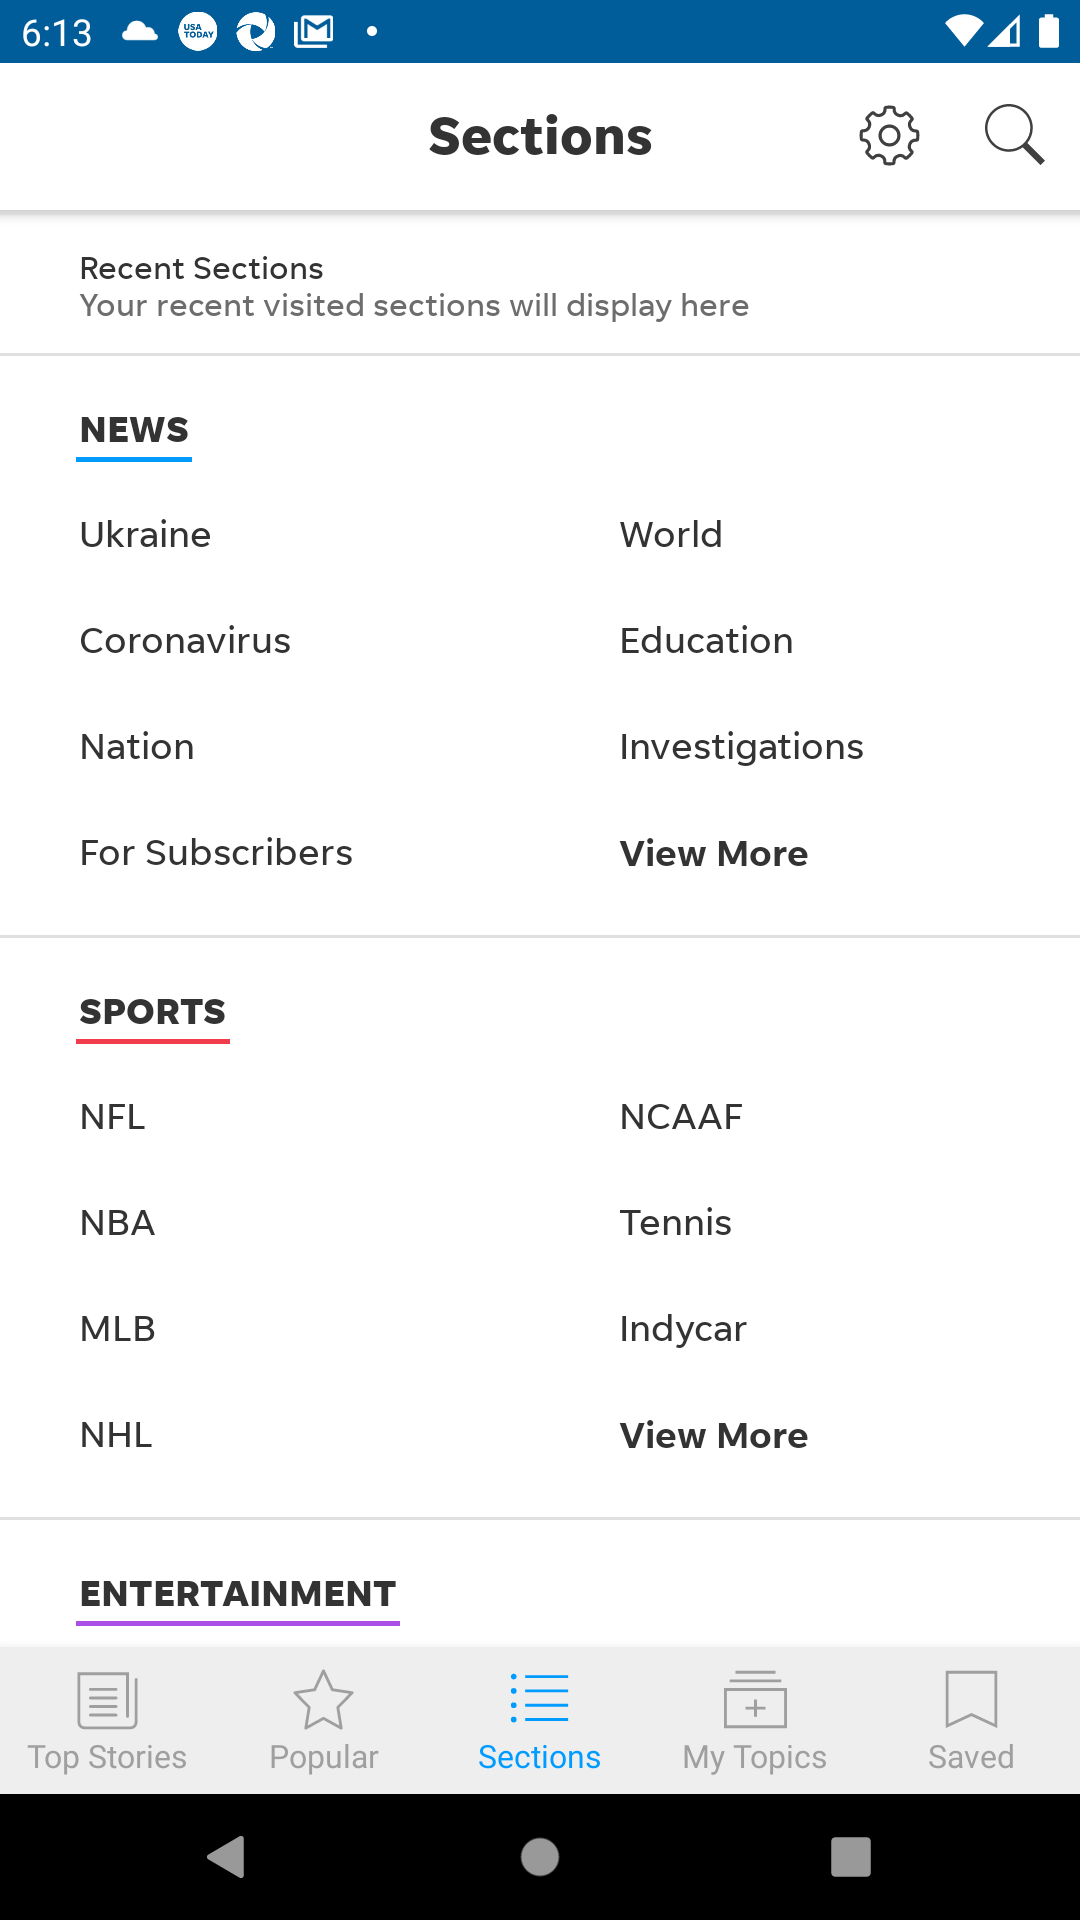 6:13
USA TODAY
Sections
Recent Sections
Your recent visited sections will display here
NEWS
Ukraine
World
Coronavirus
Education
Nation
Investigations
For Subscribers
View More
SPORTS
NFL
NCAAF
NBA
Tennis
MLB
Indycar
NHL
View More
ENTERTAINMENT
Top Stories
Popular
Sections
My Topics
Saved